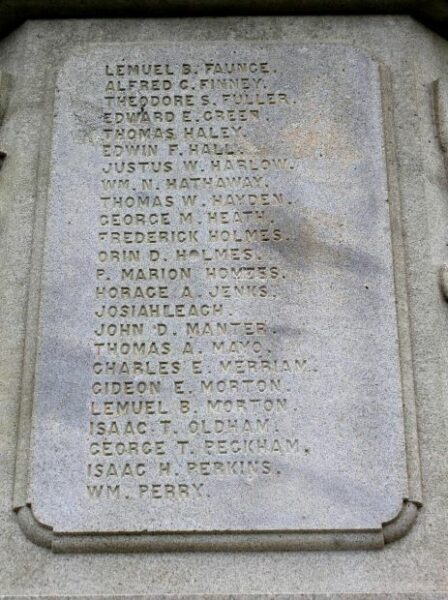 LEMUEL B. FAUNCE.
ALFRED C. FINNEY.
THEODORE S. FULLER.
EDWARD E. GREEN.
THOMAS HALEY.
EDWIN F. HALL.
JUSTUS W. HARLOW.
WM. N. HATHAWAY.
THOMAS W. HAYDEN.
GEORGE M. HEATH.
FREDERICK HOLMES.
ORIN D. HOLMES.
P. MARION HOLMES.
HORACE A. JENKS.
JOSIAH LEACH.
JOHN D. MANTER.
THOMAS A. MAYO.
CHARLES E. MERRIAM.
GIDEON E. MORTON.
LEMUEL B. MORTON
ISAAC T. OLDHAM.
GEORGE T. PECKHAM.
ISAAC H. PERKINS.
WM. PERRY.